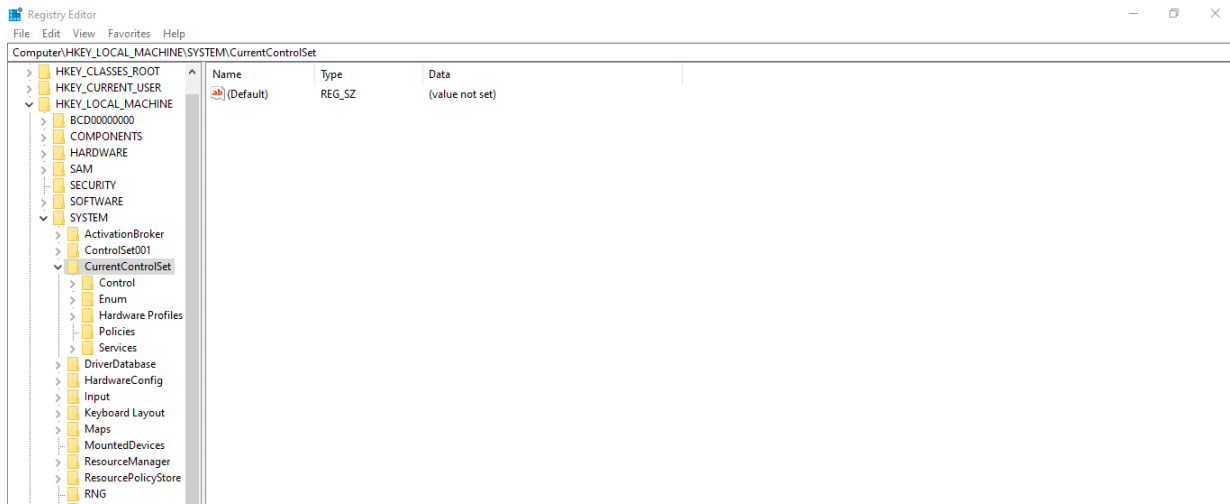 Registry Editor
File Edit View Favorites Help
Computer\HKEY_LOCAL_MACHINE\SYSTEM\CurrentControlSet
HKEY_CLASSES_ROOT
HKEY_CURRENT_USER
HKEY_LOCAL_MACHINE
BCD00000000
COMPONENTS
HARDWARE
SAM
SECURITY
SOFTWARE
SYSTEM
ActivationBroker
ControlSet001
CurrentControlSet
Control
Enum
Hardware Profiles
Policies
Services
DriverDatabase
HardwareConfig
Input
Keyboard Layout
Maps
MountedDevices
ResourceManager
ResourcePolicyStore
RNG
Name Type Data
ab (Default) REG_SZ (value not set)